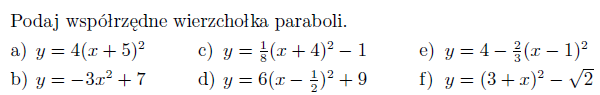 Podaj współrzędne wierzchołka paraboli.
a) y = 4(x + 5)² c) y = 1/8(x + 4)² − 1 e) y = 4 − 2/3(x − 1)²
b) y = −3x² + 7 d) y = 6(x − 1/2)² + 9 f) y = (3 + x)² − √2